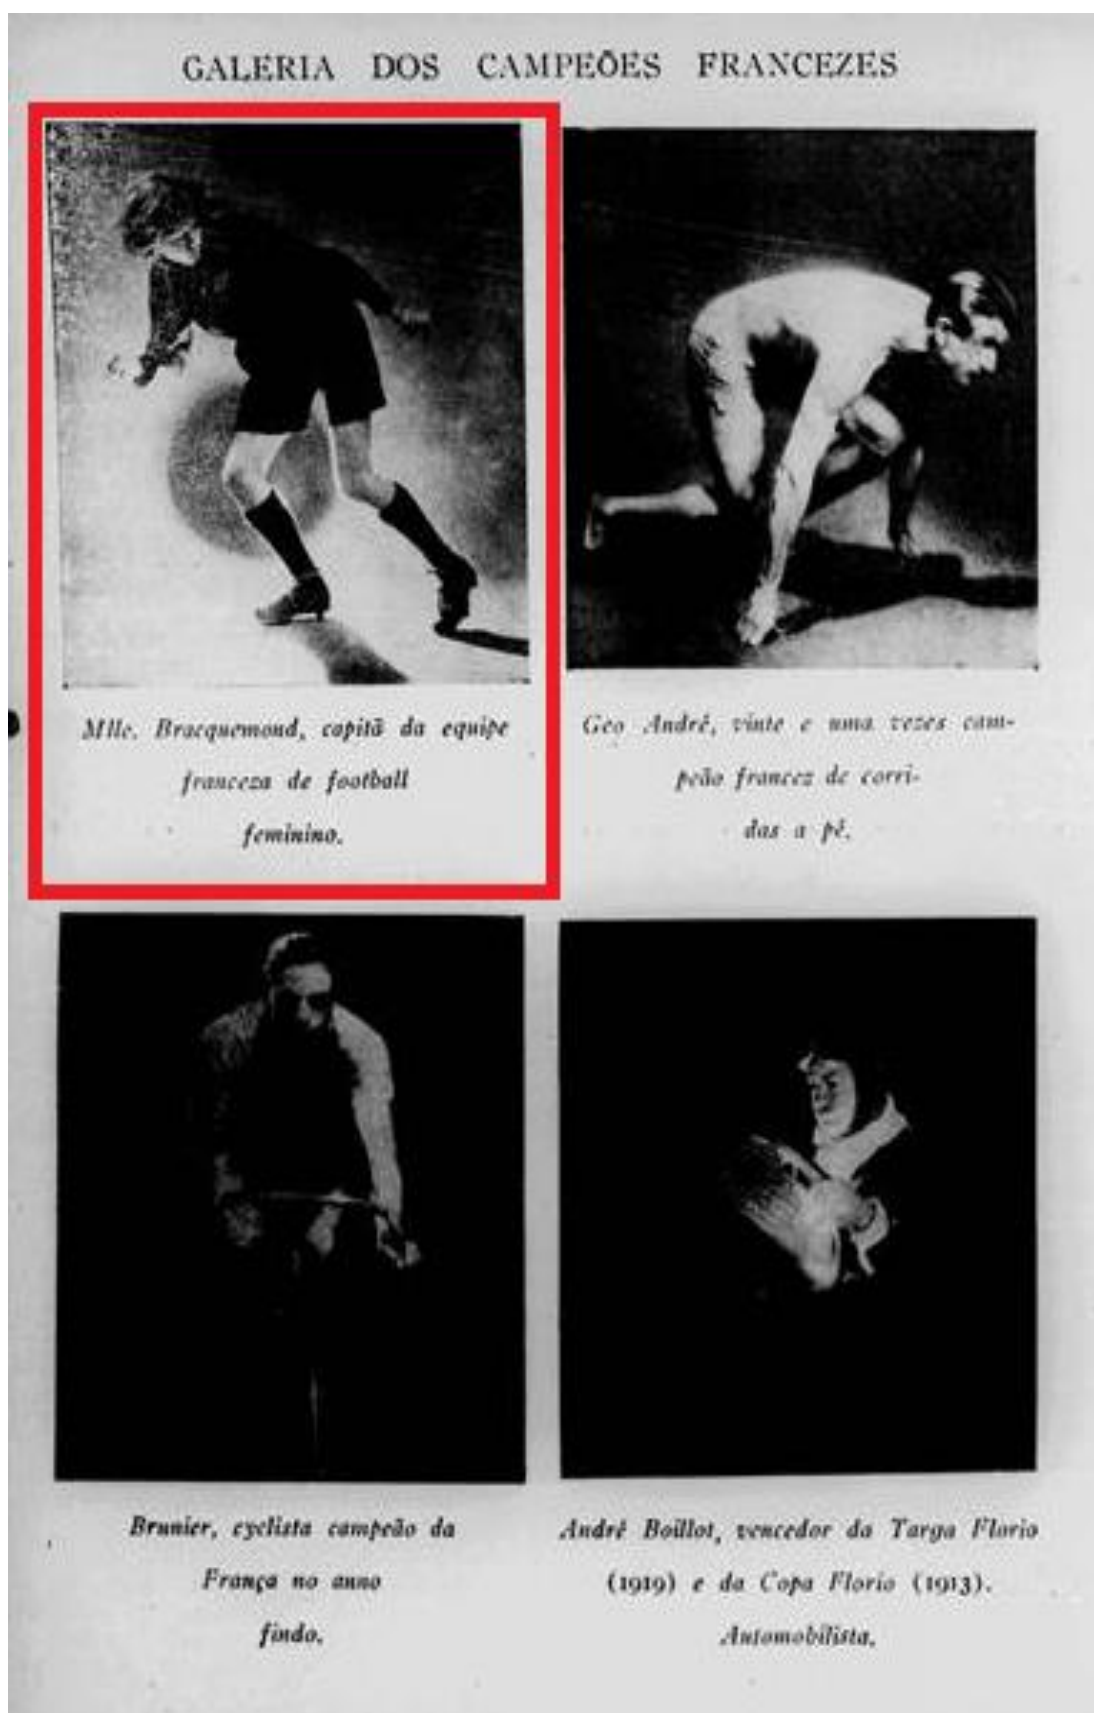 GALERIA DOS CAMPEÕES FRANCEZES
Mlle. Bracquemond, capitã da equipe
franceza de football
feminino.
Geo André, vinte e uma vezes cam-
peão francez de corri-
das a pé.
Brunier, cyclista campeão da
França no anno
findo.
André Boillot, vencedor da Targa Florio
(1919) e da Copa Florio (1913).
Automobilista.